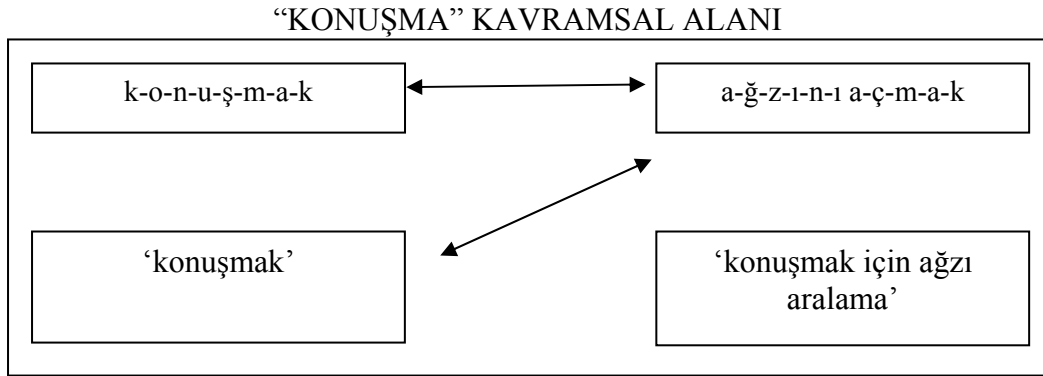 “KONUŞMA” KAVRAMSAL ALANI
k-o-n-u-ş-m-a-k
a-ğ-z-ı-n-ı a-ç-m-a-k
‘konuşmak’
‘konuşmak için ağzı
aralama’